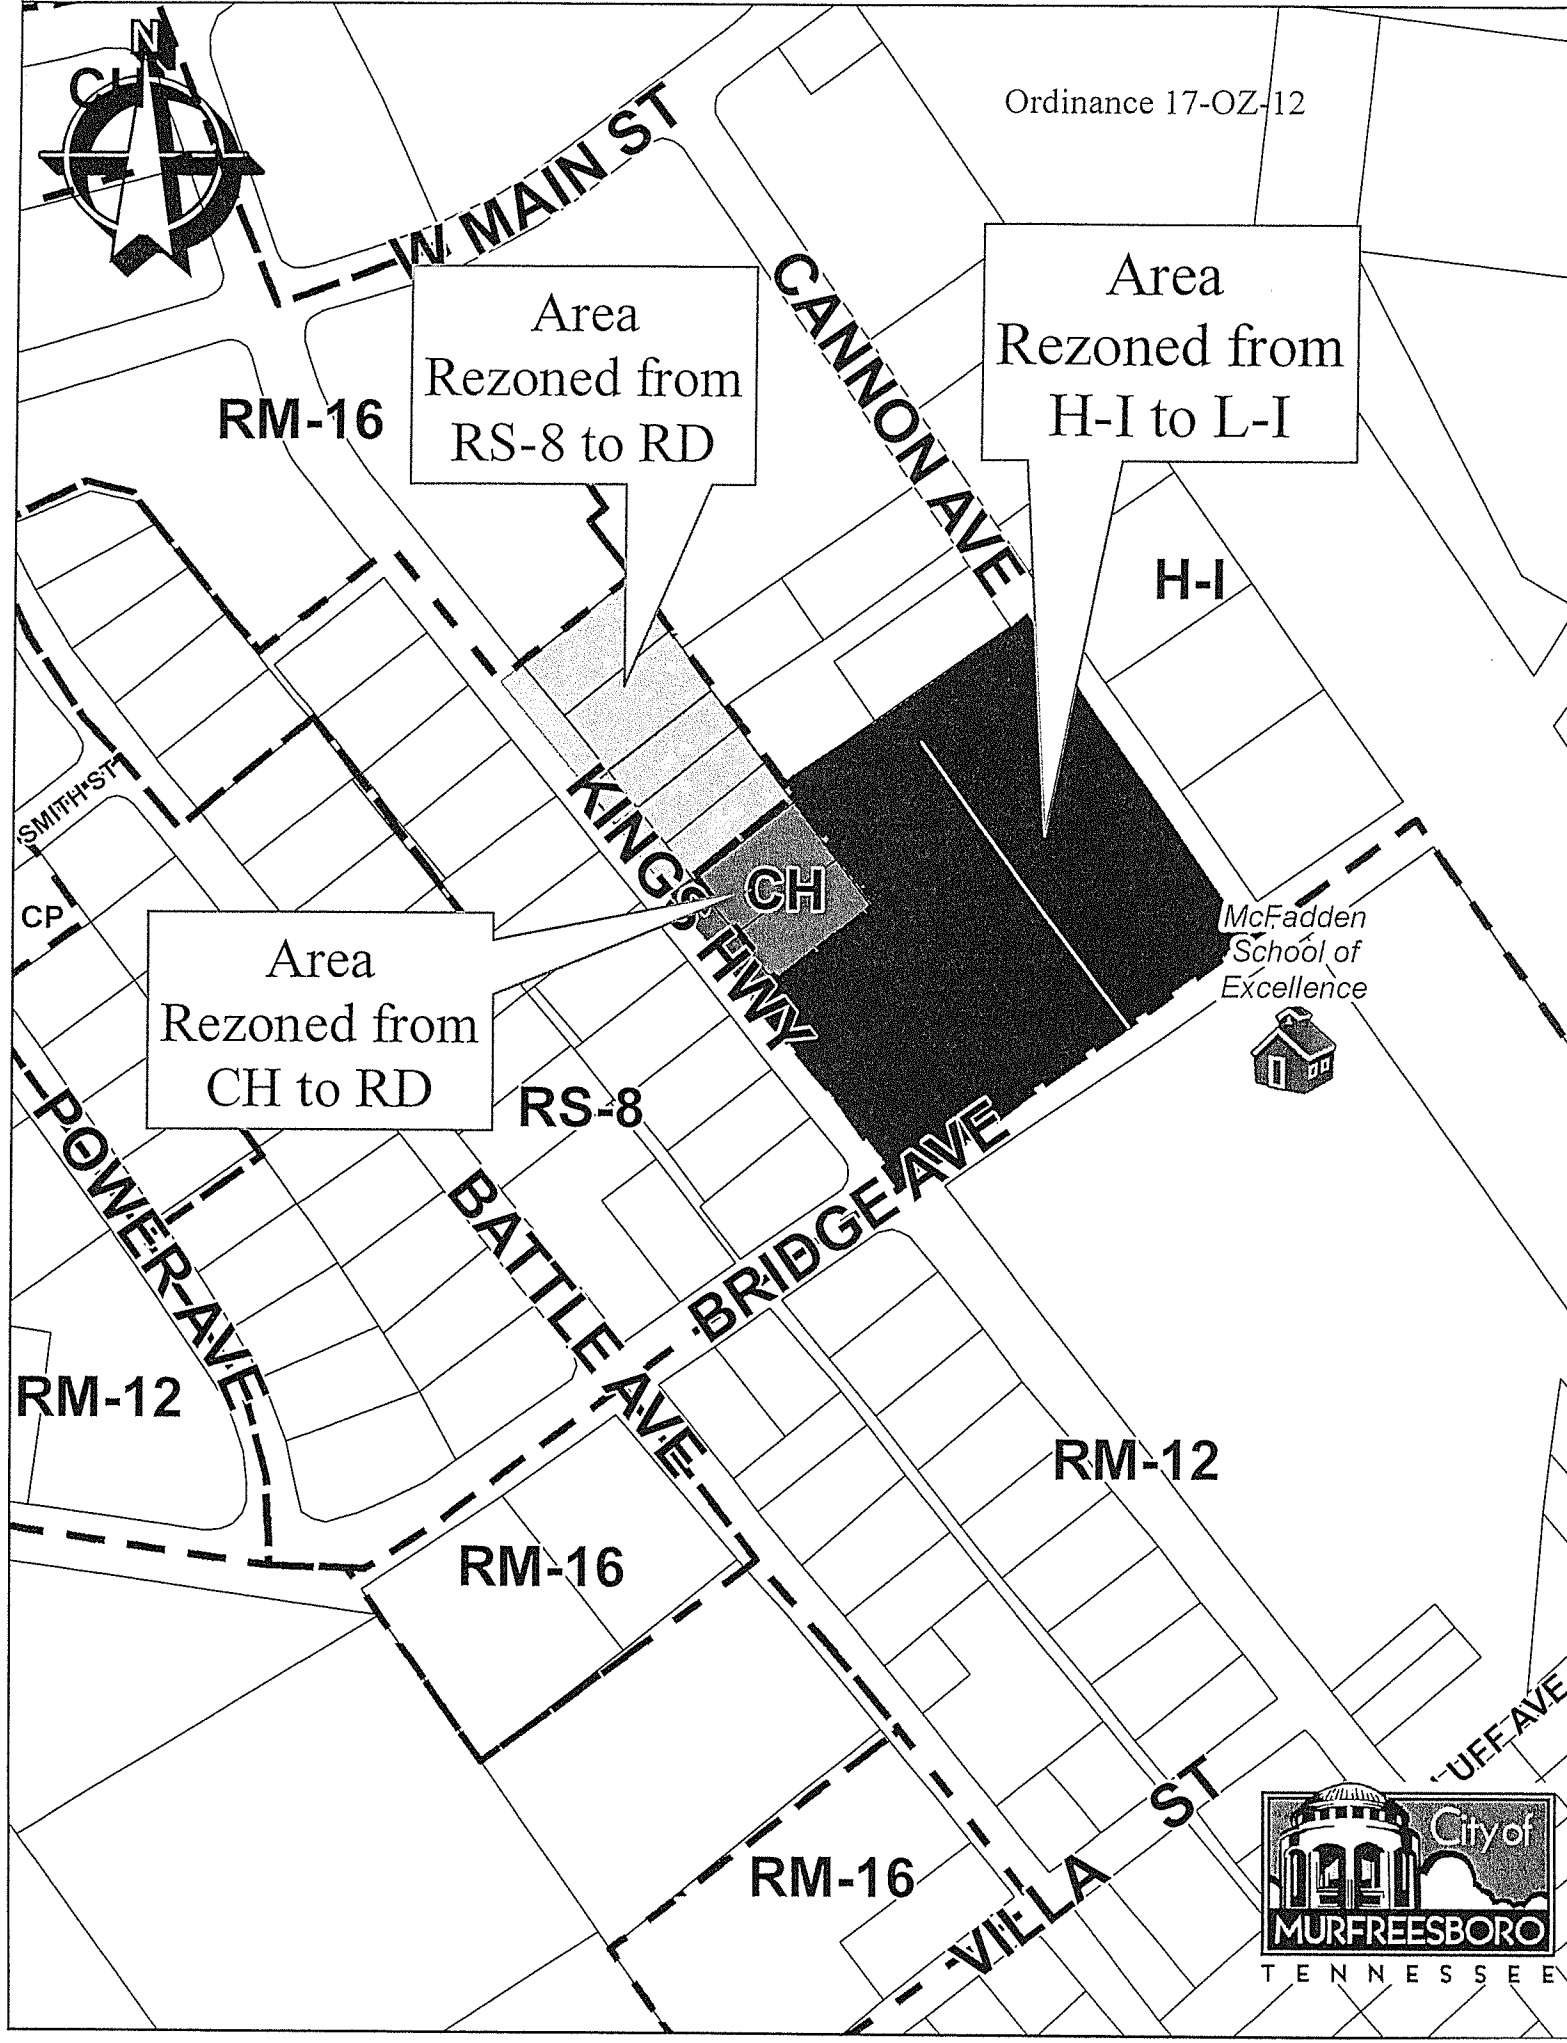 N
CH
Ordinance 17-OZ-12
W MAIN ST
CANNON AVE
Area
Rezoned from
H-I to L-I
Area
Rezoned from
RS-8 to RD
RM-16
H-I
SMITH ST
KINGS HWY
CH
CP
McFadden
School of
Excellence
Area
Rezoned from
CH to RD
RS-8
POWER AVE
BATTLE AVE
BRIDGE AVE
RM-12
RM-12
RM-16
UFF AVE
VILLA ST
RM-16
City of
MURFREESBORO
TENNESSEE